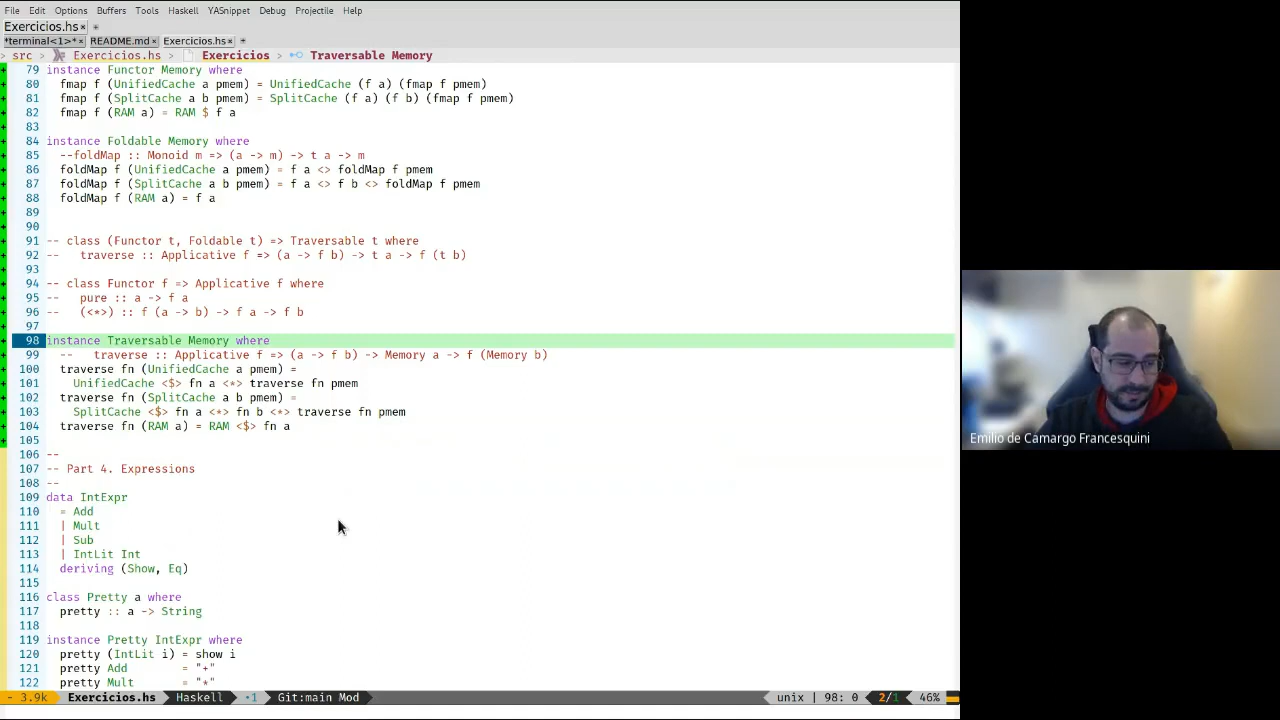 File Edit Options Buffers Tools Haskell YASnippet Debug Projectile Help
Exercicios.hs× +
*terminal<1>*× README.md× Exercicios.hs× +
> src > Exercicios.hs > Exercicios > Traversable Memory
79 instance Functor Memory where
80 fmap f (UnifiedCache a pmem) = UnifiedCache (f a) (fmap f pmem)
81 fmap f (SplitCache a b pmem) = SplitCache (f a) (f b) (fmap f pmem)
82 fmap f (RAM a) = RAM $ f a
83
84 instance Foldable Memory where
85 --foldMap :: Monoid m => (a -> m) -> t a -> m
86 foldMap f (UnifiedCache a pmem) = f a <> foldMap f pmem
87 foldMap f (SplitCache a b pmem) = f a <> f b <> foldMap f pmem
88 foldMap f (RAM a) = f a
89
90
91 -- class (Functor t, Foldable t) => Traversable t where
92 -- traverse :: Applicative f => (a -> f b) -> t a -> f (t b)
93
94 -- class Functor f => Applicative f where
95 -- pure :: a -> f a
96 -- (<*>) :: f (a -> b) -> f a -> f b
97
98 instance Traversable Memory where
99 -- traverse :: Applicative f => (a -> f b) -> Memory a -> f (Memory b)
100 traverse fn (UnifiedCache a pmem) =
101 UnifiedCache <$> fn a <*> traverse fn pmem
102 traverse fn (SplitCache a b pmem) =
103 SplitCache <$> fn a <*> fn b <*> traverse fn pmem
104 traverse fn (RAM a) = RAM <$> fn a
105
106 --
107 -- Part 4. Expressions
108 --
109 data IntExpr
110 = Add
111 | Mult
112 | Sub
113 | IntLit Int
114 deriving (Show, Eq)
115
116 class Pretty a where
117 pretty :: a -> String
118
119 instance Pretty IntExpr where
120 pretty (IntLit i) = show i
121 pretty Add = "+"
122 pretty Mult = "*"
- 3.9k Exercicios.hs Haskell •1 Git:main Mod unix | 98: 0 2/1 46%
Emilio de Camargo Francesquini